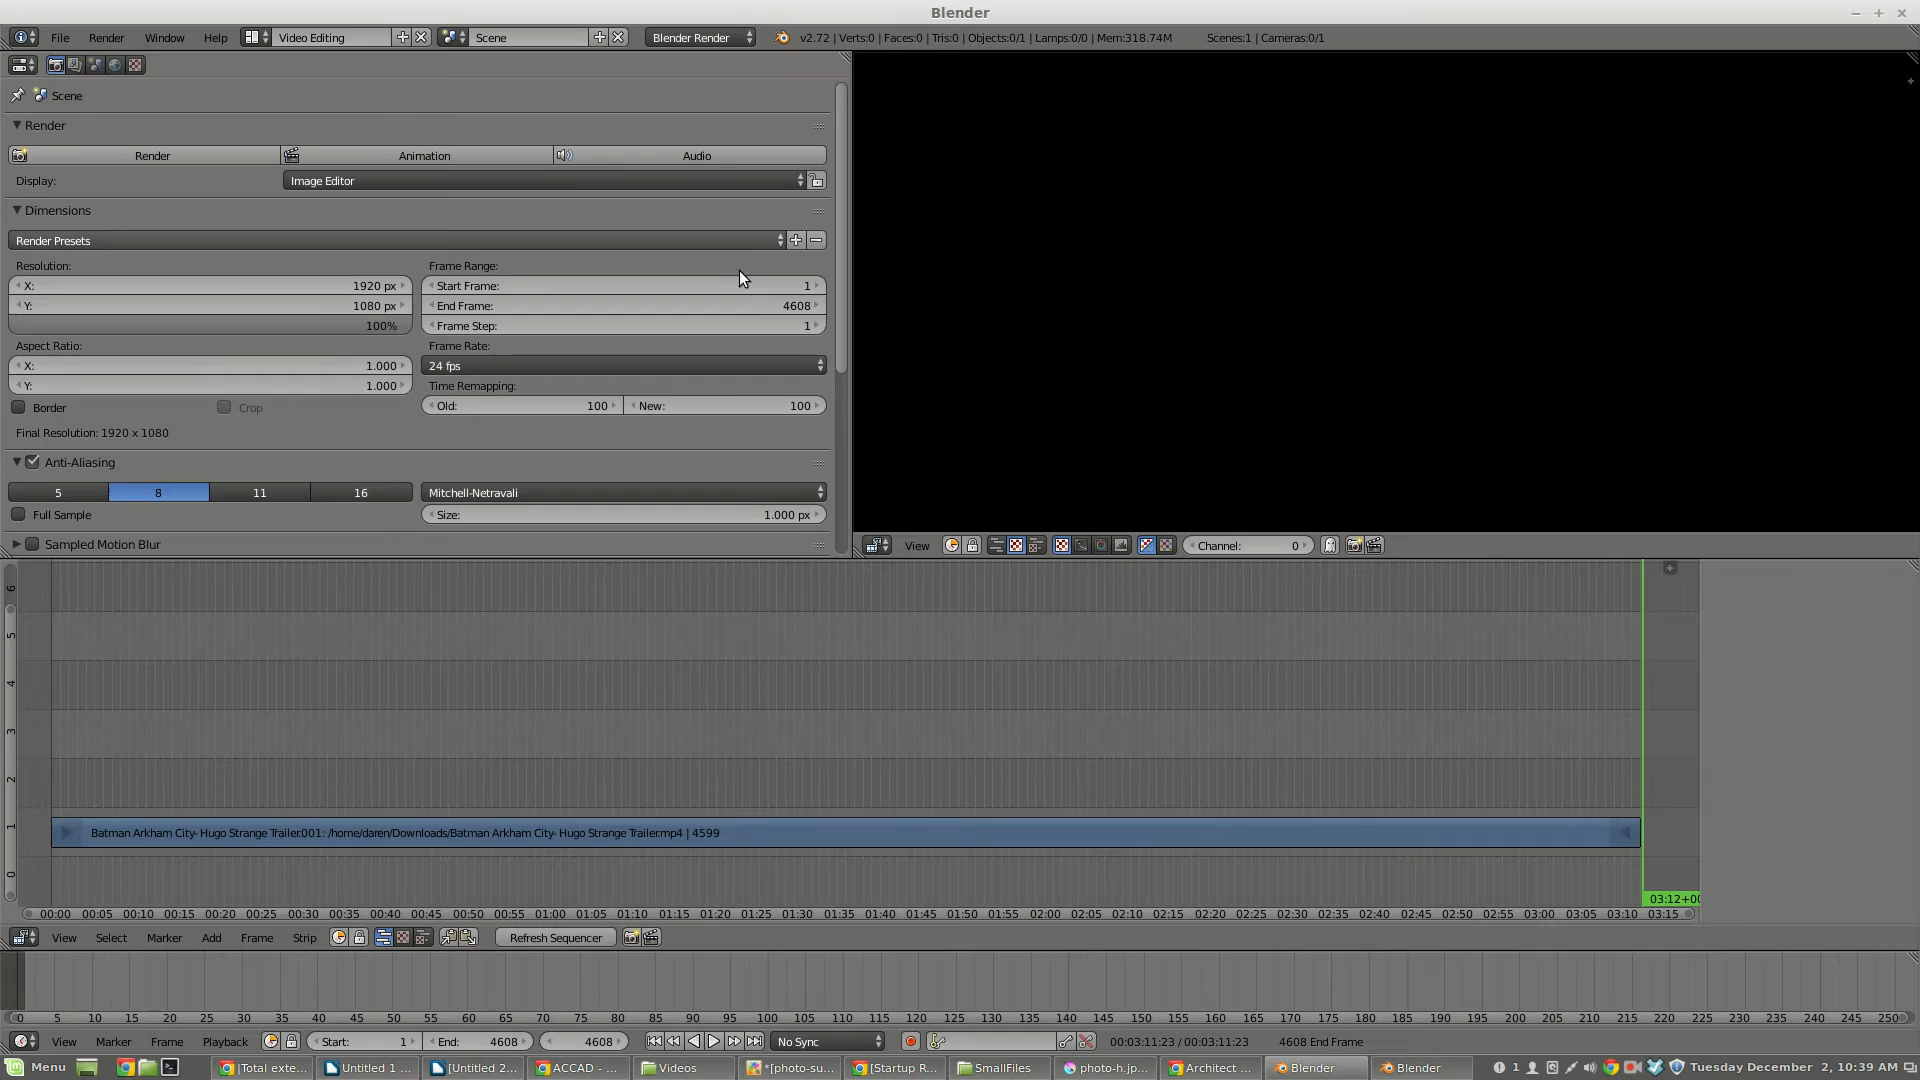 Blender
File Render Window Help Video Editing Scene Blender Render v2.72 | Verts:0 | Faces:0 | Tris:0 | Objects:0/1 | Lamps:0/0 | Mem:318.74M Scenes:1 | Cameras:0/1
Scene
Render
Render Animation Audio
Display: Image Editor
Dimensions
Render Presets
Resolution: Frame Range:
X: 1920 px Start Frame: 1
Y: 1080 px End Frame: 4608
100% Frame Step: 1
Aspect Ratio: Frame Rate:
X: 1.000 24 fps
Y: 1.000 Time Remapping:
Border Crop Old: 100 New: 100
Final Resolution: 1920 x 1080
Anti-Aliasing
5 8 11 16 Mitchell-Netravali
Full Sample Size: 1.000 px
Sampled Motion Blur
View Channel: 0
6
5
4
3
2
1 Batman Arkham City- Hugo Strange Trailer.001: /home/daren/Downloads/Batman Arkham City- Hugo Strange Trailer.mp4 | 4599
0
03:12+00
00:00 00:05 00:10 00:15 00:20 00:25 00:30 00:35 00:40 00:45 00:50 00:55 01:00 01:05 01:10 01:15 01:20 01:25 01:30 01:35 01:40 01:45 01:50 01:55 02:00 02:05 02:10 02:15 02:20 02:25 02:30 02:35 02:40 02:45 02:50 02:55 03:00 03:05 03:10 03:15
View Select Marker Add Frame Strip Refresh Sequencer
0 5 10 15 20 25 30 35 40 45 50 55 60 65 70 75 80 85 90 95 100 105 110 115 120 125 130 135 140 145 150 155 160 165 170 175 180 185 190 195 200 205 210 215 220 225 230 235 240 245 250
View Marker Frame Playback Start: 1 End: 4608 4608 No Sync 00:03:11:23 / 00:03:11:23 4608 End Frame
Menu |Total exte... Untitled 1 ... [Untitled 2... ACCAD - ... Videos *[photo-su... [Startup R... SmallFiles photo-h.jp... Architect ... Blender Blender 1 Tuesday December 2, 10:39 AM